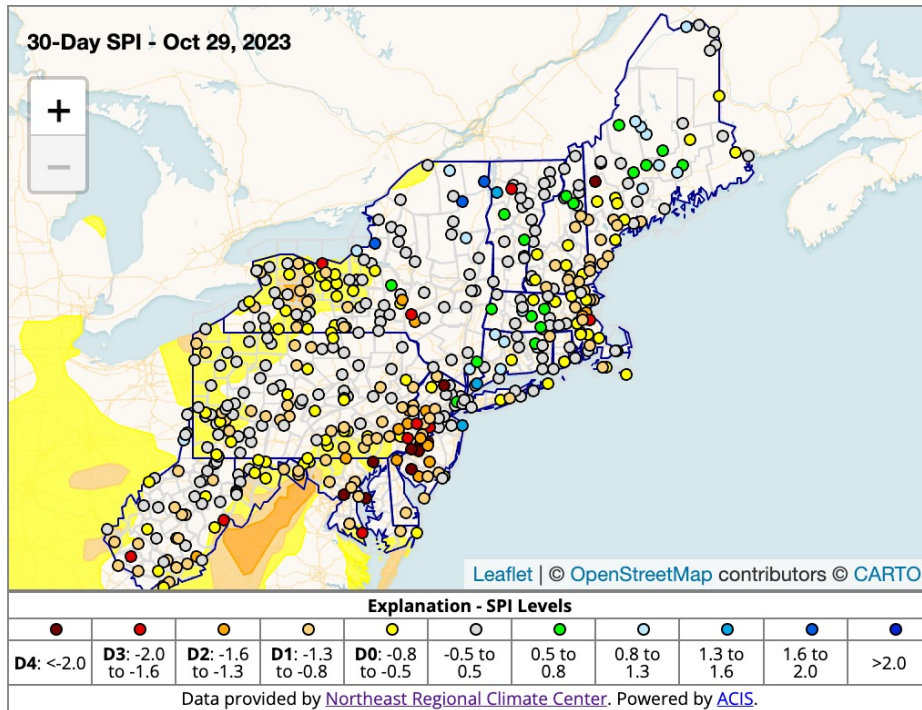 30-Day SPI - Oct 29, 2023
+
−
Leaflet | © OpenStreetMap contributors © CARTO
Explanation - SPI Levels
D4: <-2.0
D3: -2.0
to -1.6
D2: -1.6
to -1.3
D1: -1.3
to -0.8
D0: -0.8
to -0.5
-0.5 to
0.5
0.5 to
0.8
0.8 to
1.3
1.3 to
1.6
1.6 to
2.0
>2.0
Data provided by Northeast Regional Climate Center. Powered by ACIS.